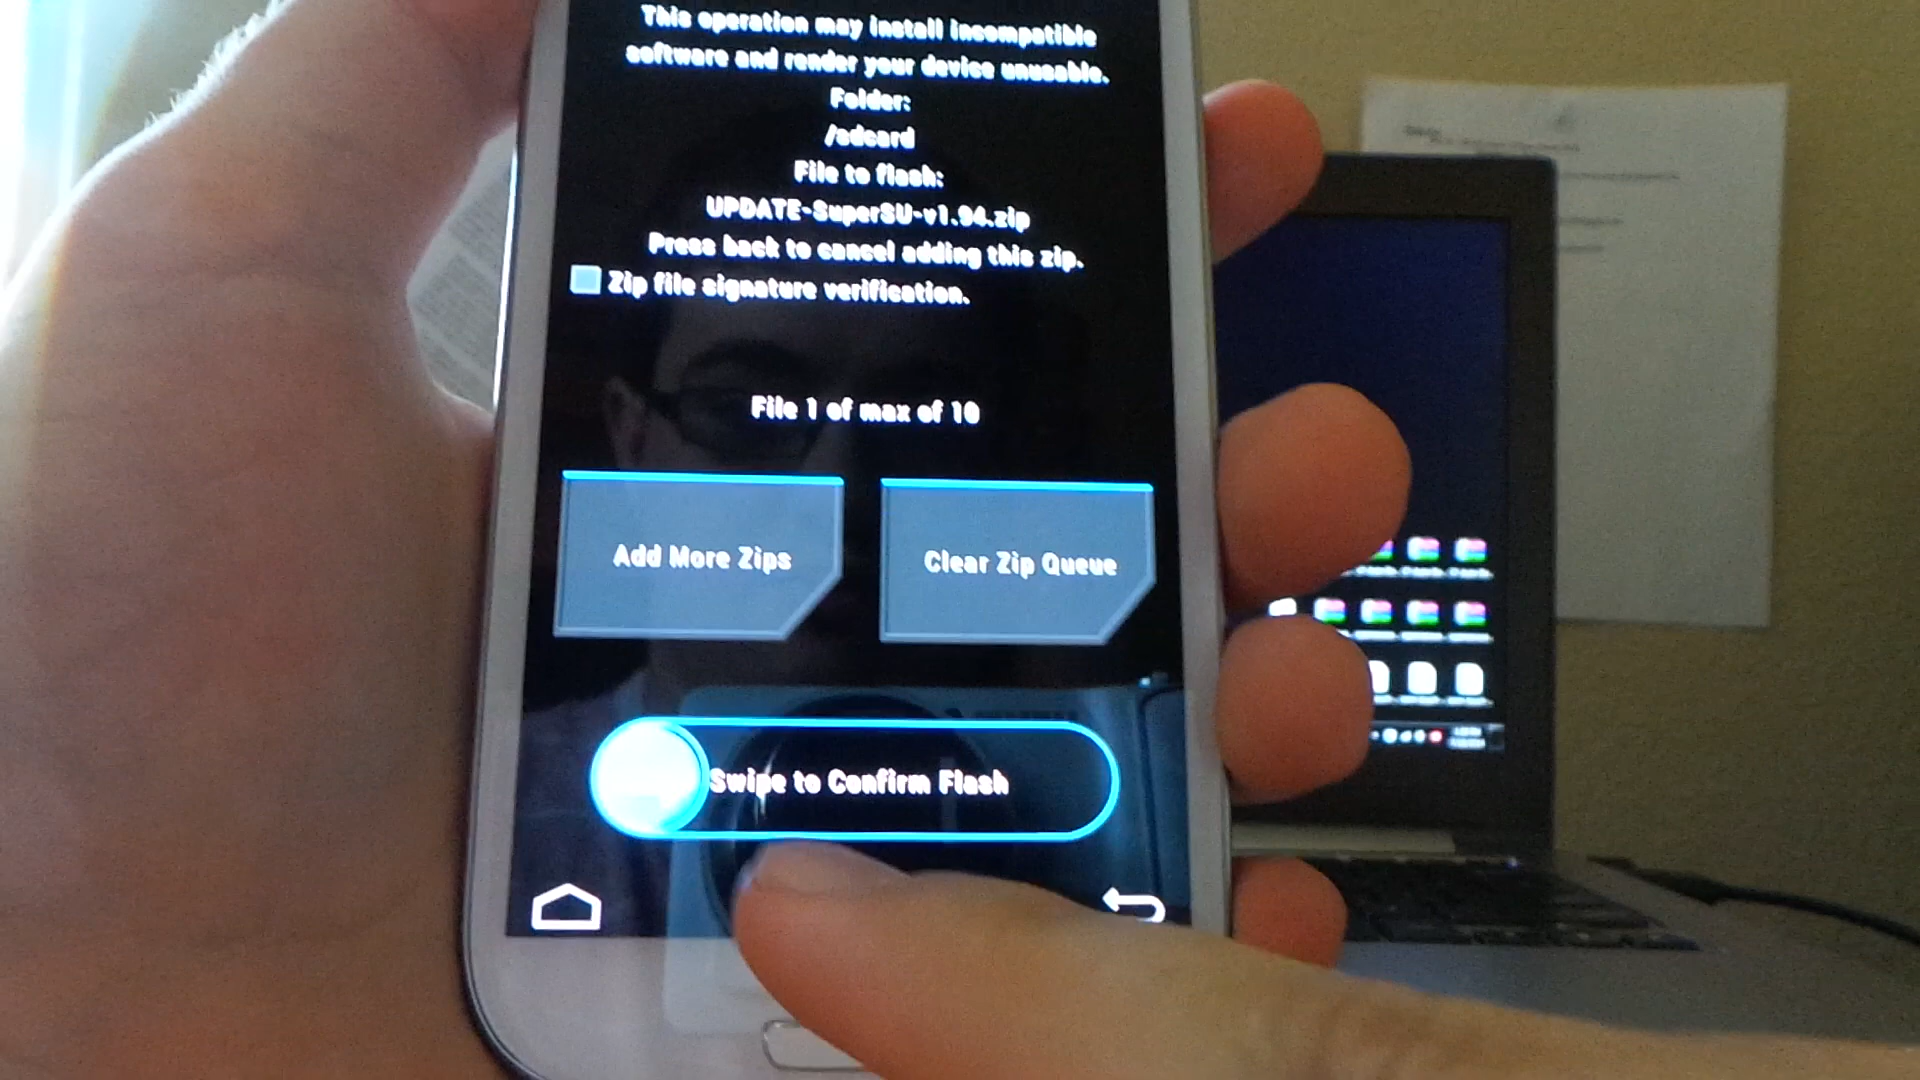 This operation may install incompatible
software and render your device unusable.
Folder:
/sdcard
File to flash:
UPDATE-SuperSU-v1.94.zip
Press back to cancel adding this zip.
Zip file signature verification.
File 1 of max of 10
Add More Zips
Clear Zip Queue
Swipe to Confirm Flash